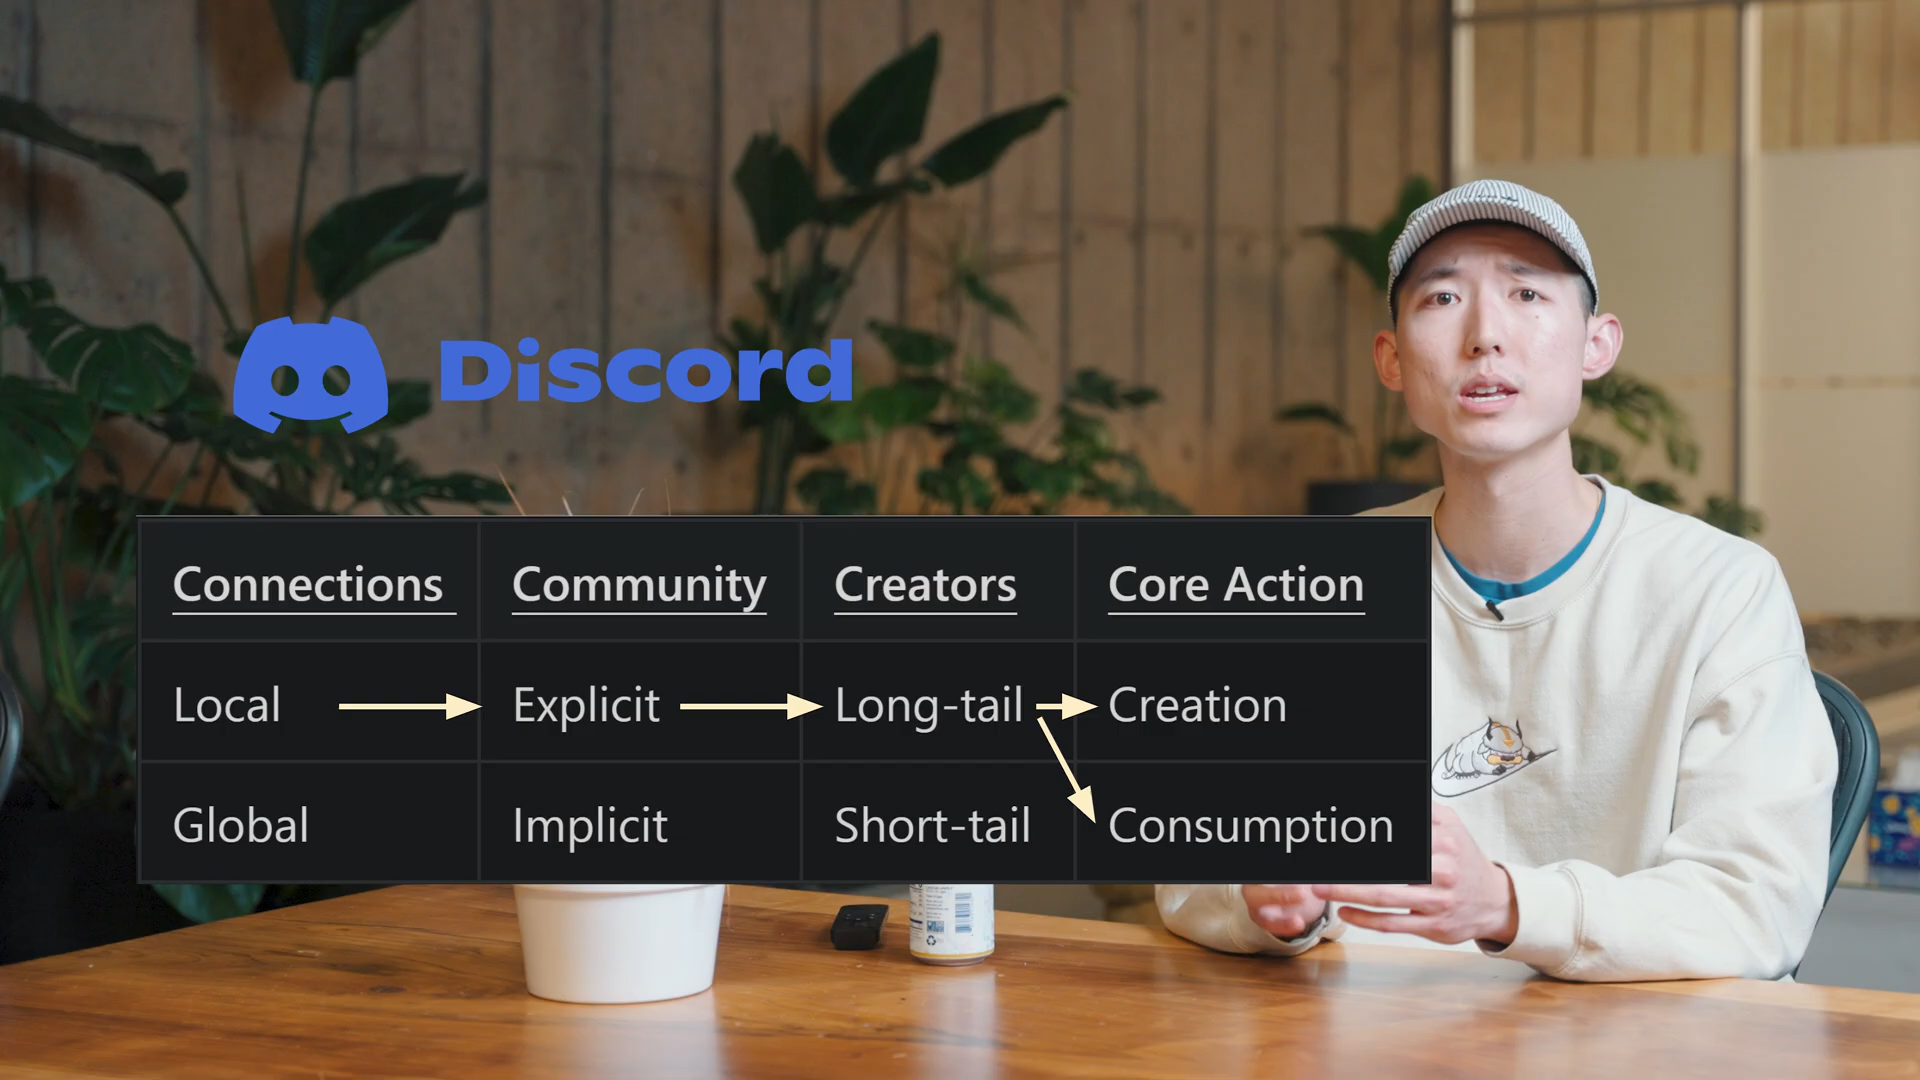 Discord
Connections Community Creators Core Action
Local Explicit Long-tail Creation
Global Implicit Short-tail Consumption